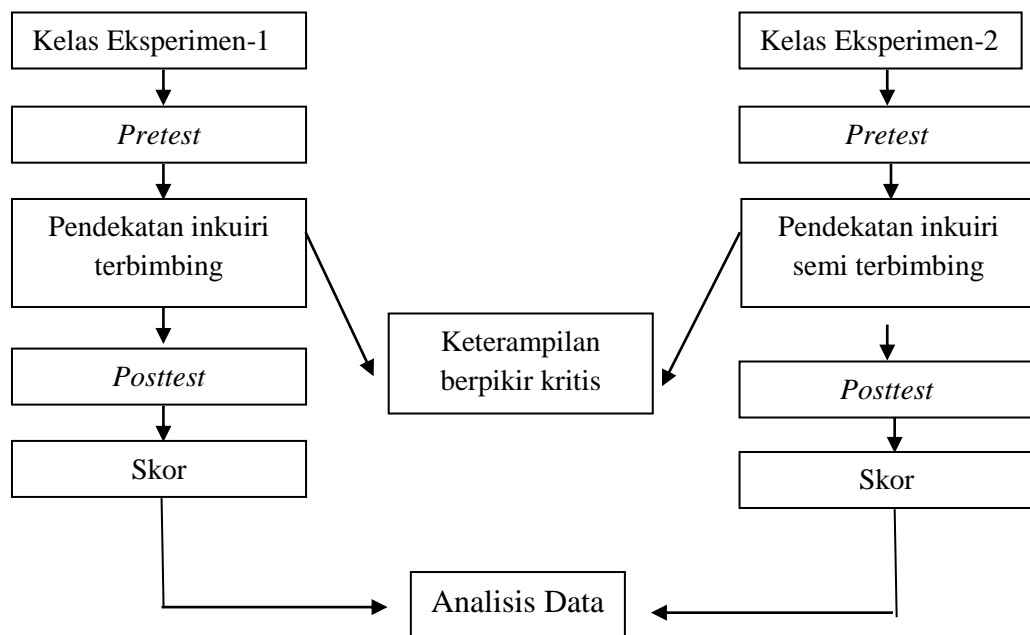 Kelas Eksperimen-1
Pretest
Pendekatan inkuiri
terbimbing
Posttest
Skor
Keterampilan
berpikir kritis
Kelas Eksperimen-2
Pretest
Pendekatan inkuiri
semi terbimbing
Posttest
Skor
Analisis Data